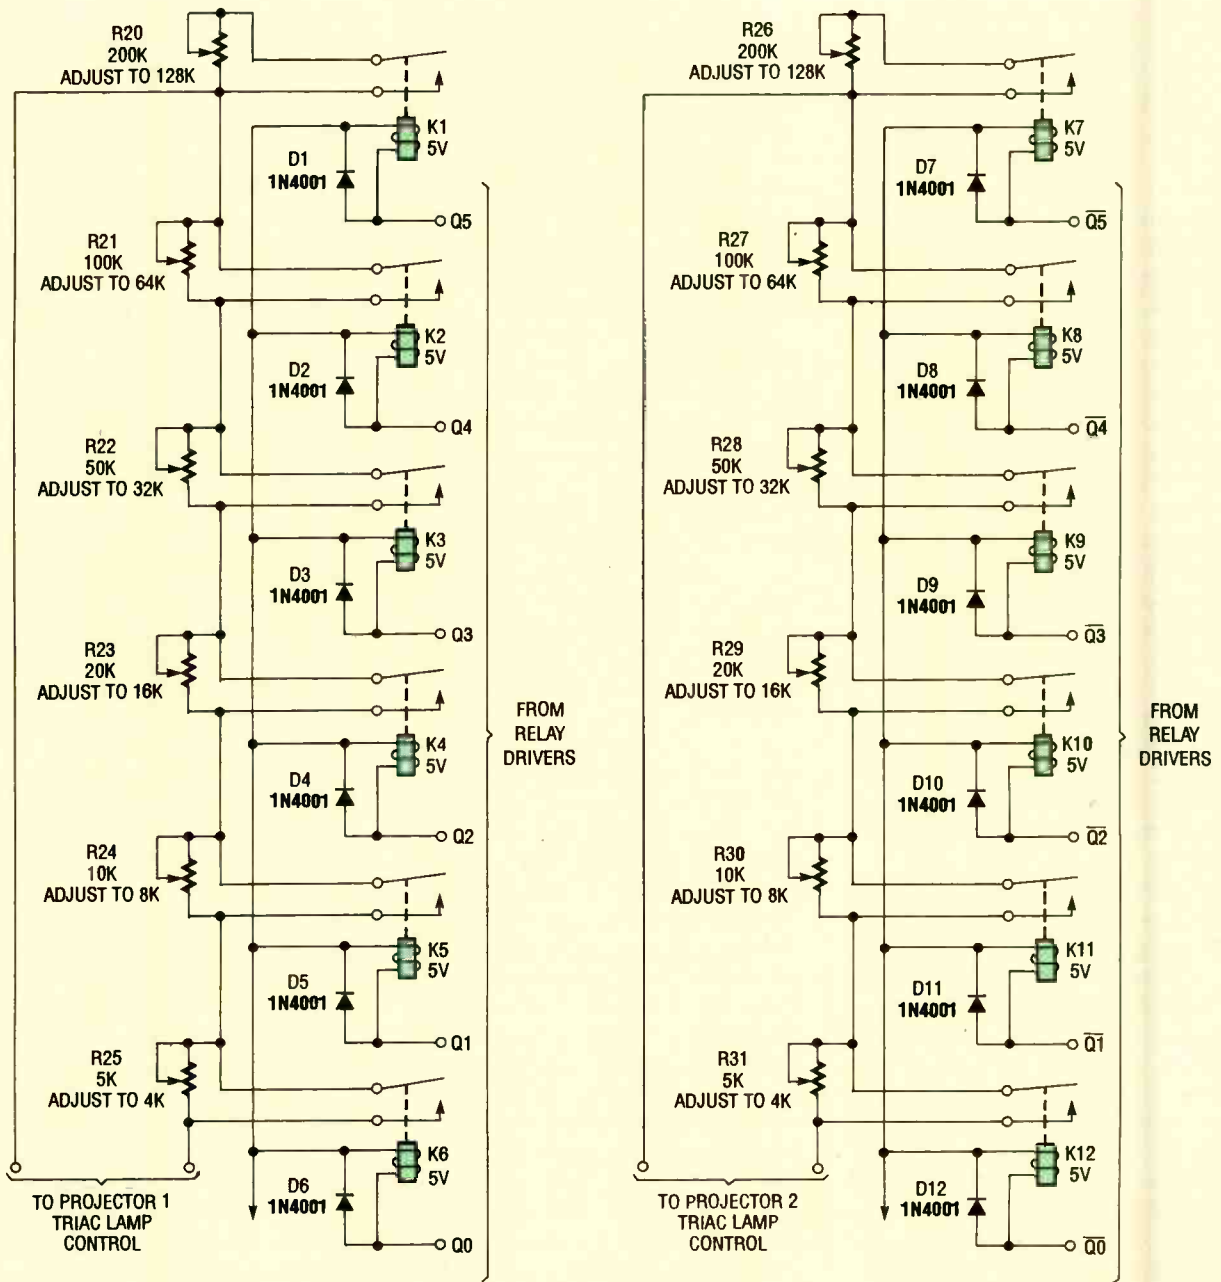 R20
200K
ADJUST TO 128K
K1
5V
D1
1N4001
Q5
R21
100K
ADJUST TO 64K
K2
5V
D2
1N4001
Q4
R22
50K
ADJUST TO 32K
K3
5V
D3
1N4001
Q3
R23
20K
ADJUST TO 16K
K4
5V
D4
1N4001
Q2
R24
10K
ADJUST TO 8K
K5
5V
D5
1N4001
Q1
R25
5K
ADJUST TO 4K
K6
5V
D6
1N4001
Q0
TO PROJECTOR 1
TRIAC LAMP
CONTROL
FROM
RELAY
DRIVERS
R26
200K
ADJUST TO 128K
K7
5V
D7
1N4001
Q̅5̅
R27
100K
ADJUST TO 64K
K8
5V
D8
1N4001
Q̅4̅
R28
50K
ADJUST TO 32K
K9
5V
D9
1N4001
Q̅3̅
R29
20K
ADJUST TO 16K
K10
5V
D10
1N4001
Q̅2̅
R30
10K
ADJUST TO 8K
K11
5V
D11
1N4001
Q̅1̅
R31
5K
ADJUST TO 4K
K12
5V
D12
1N4001
Q̅0̅
TO PROJECTOR 2
TRIAC LAMP
CONTROL
FROM
RELAY
DRIVERS